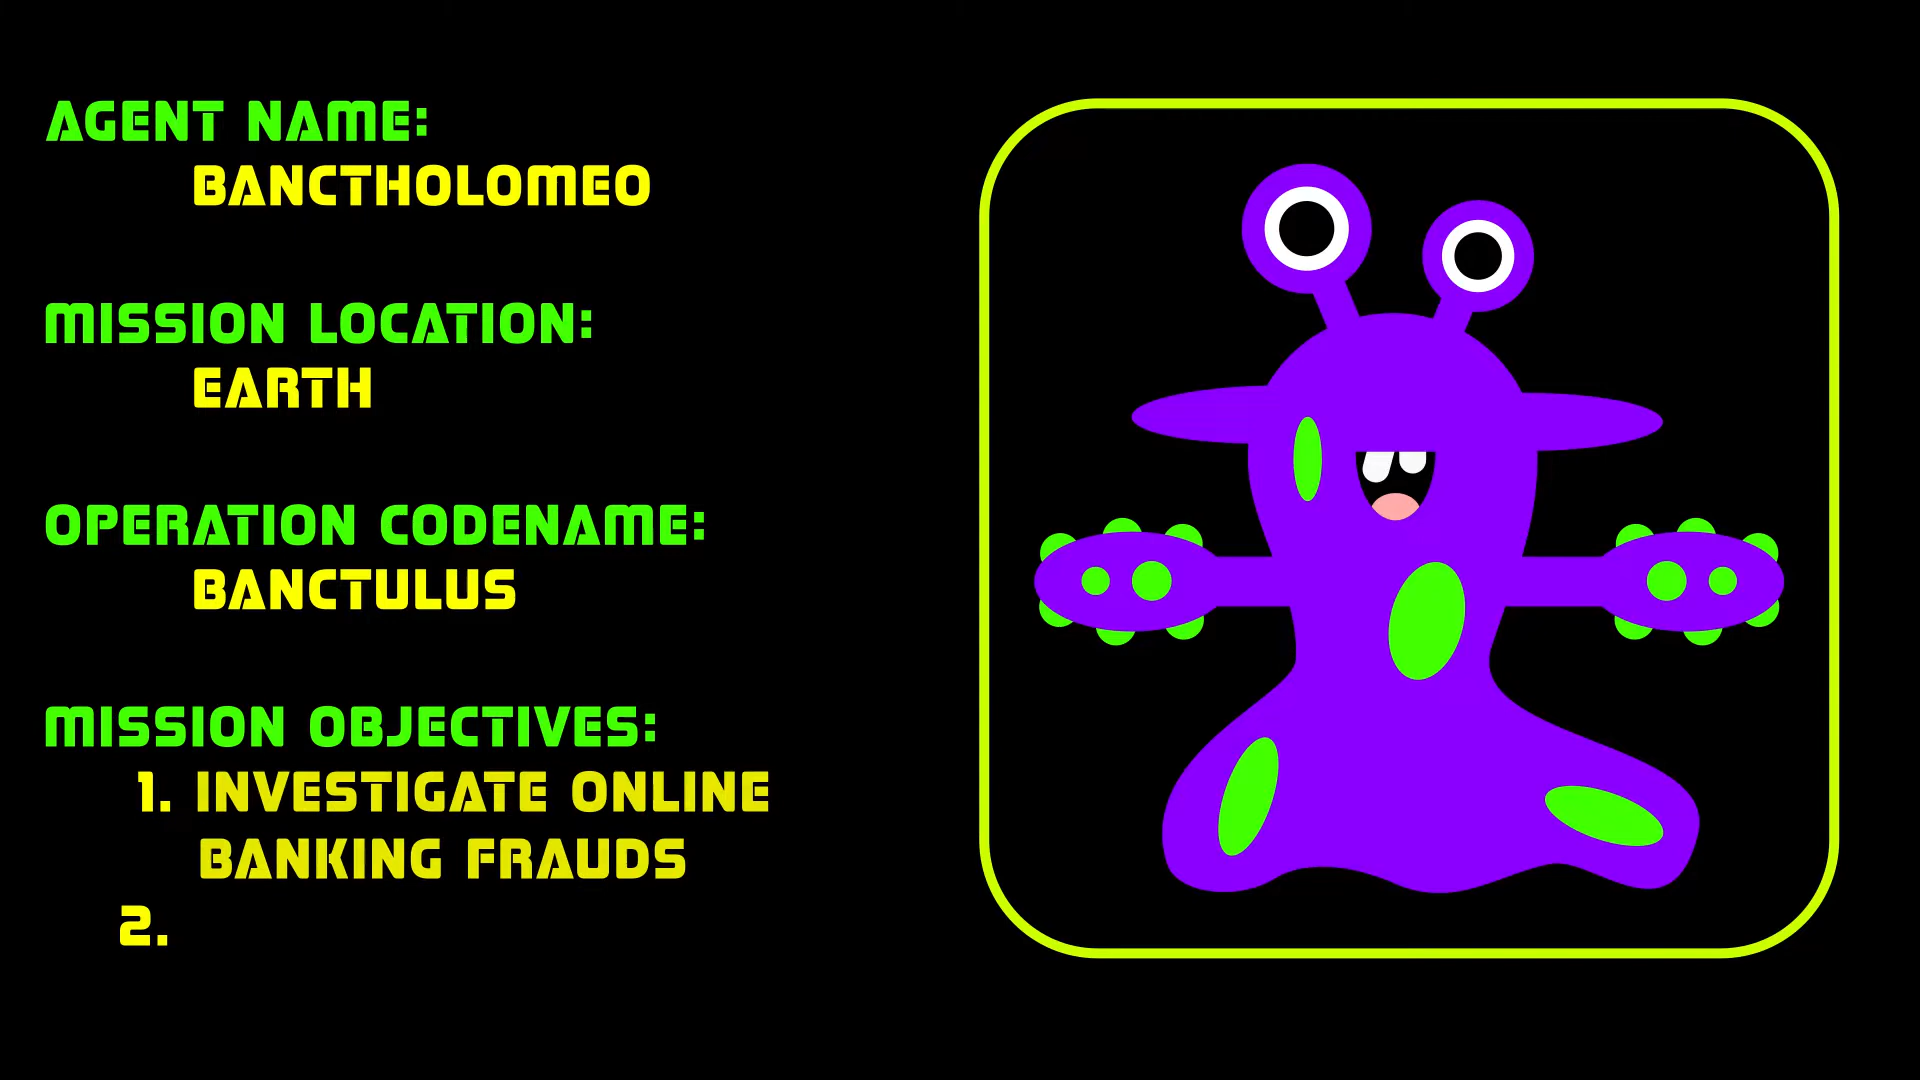 AGENT NAME:
BANCTHOLOMEO
MISSION LOCATION:
EARTH
OPERATION CODENAME:
BANCTULUS
MISSION OBJECTIVES:
1. INVESTIGATE ONLINE
BANKING FRAUDS
2.